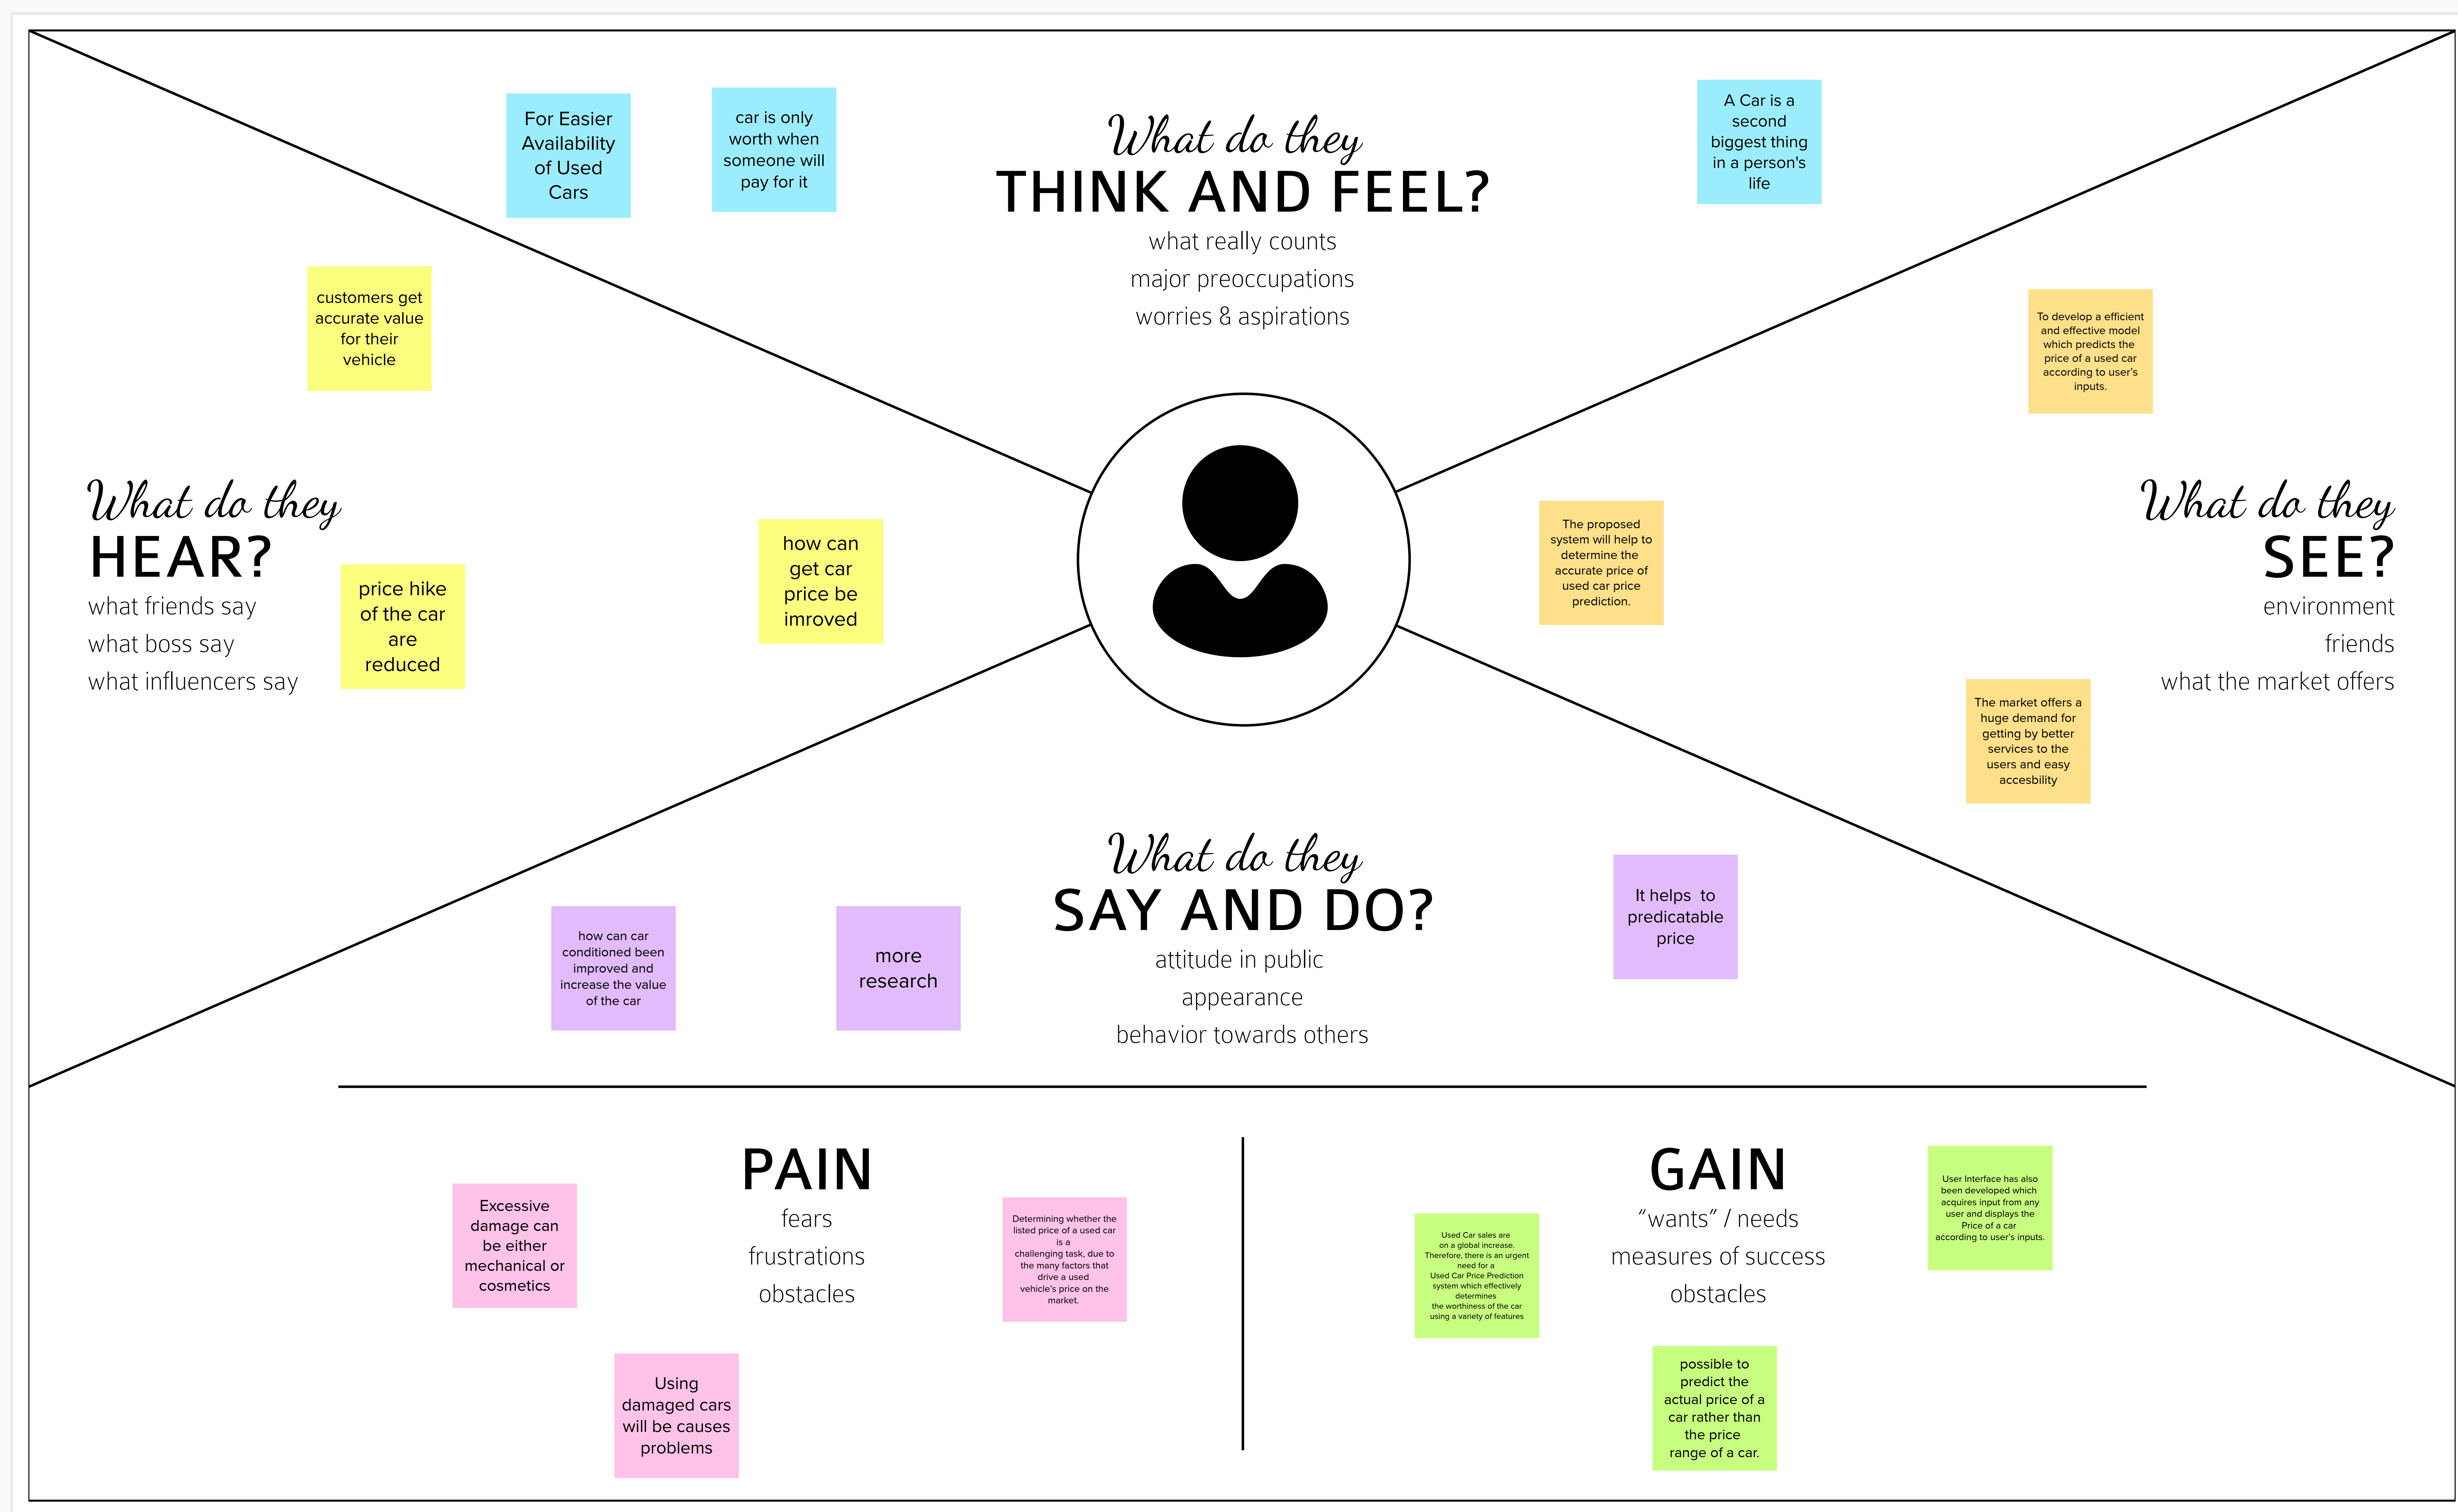 For Easier
Availability
of Used
Cars
car is only
worth when
someone will
pay for it
What do they
THINK AND FEEL?
what really counts
major preoccupations
worries & aspirations
A Car is a
second
biggest thing
in a person's
life
customers get
accurate value
for their
vehicle
What do they
HEAR?
what friends say
what boss say
what influencers say
price hike
of the car
are
reduced
how can
get car
price be
imroved
To develop a efficient
and effective model
which predicts the
price of a used car
according to user's
inputs.
The proposed
system will help to
determine the
accurate price of
used car price
prediction.
What do they
SEE?
environment
friends
what the market offers
The market offers a
huge demand for
getting by better
services to the
users and easy
accesbility
What do they
SAY AND DO?
attitude in public
appearance
behavior towards others
how can car
conditioned been
improved and
increase the value
of the car
more
research
It helps  to
predicatable
price
PAIN
fears
frustrations
obstacles
Excessive
damage can
be either
mechanical or
cosmetics
Determining whether the
listed price of a used car
is a
challenging task, due to
the many factors that
drive a used
vehicle's price on the
market.
Using
damaged cars
will be causes
problems
GAIN
“wants” / needs
measures of success
obstacles
Used Car sales are
on a global increase.
Therefore, there is an urgent
need for a
Used Car Price Prediction
system which effectively
determines
the worthiness of the car
using a variety of features
User Interface has also
been developed which
acquires input from any
user and displays the
Price of a car
according to user's inputs.
possible to
predict the
actual price of a
car rather than
the price
range of a car.